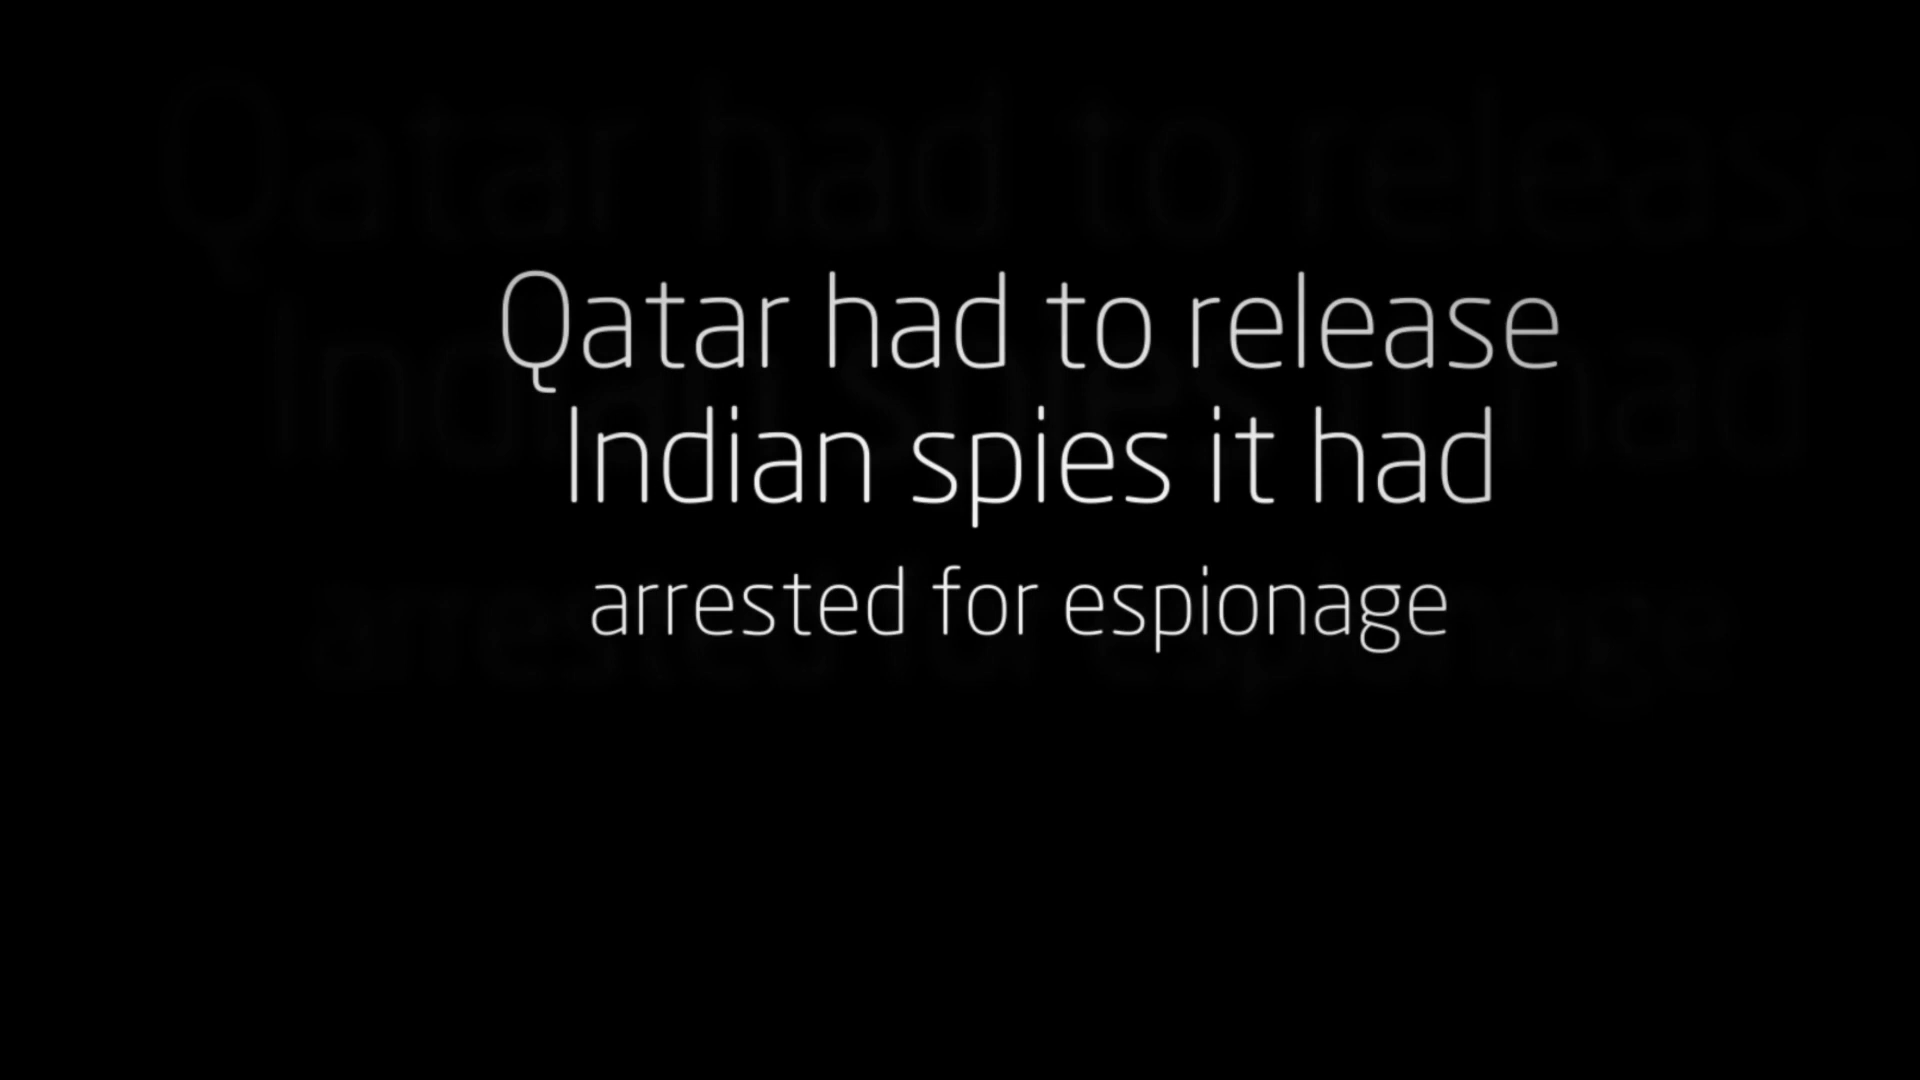 Qatar had to release
Indian spies it had
arrested for espionage